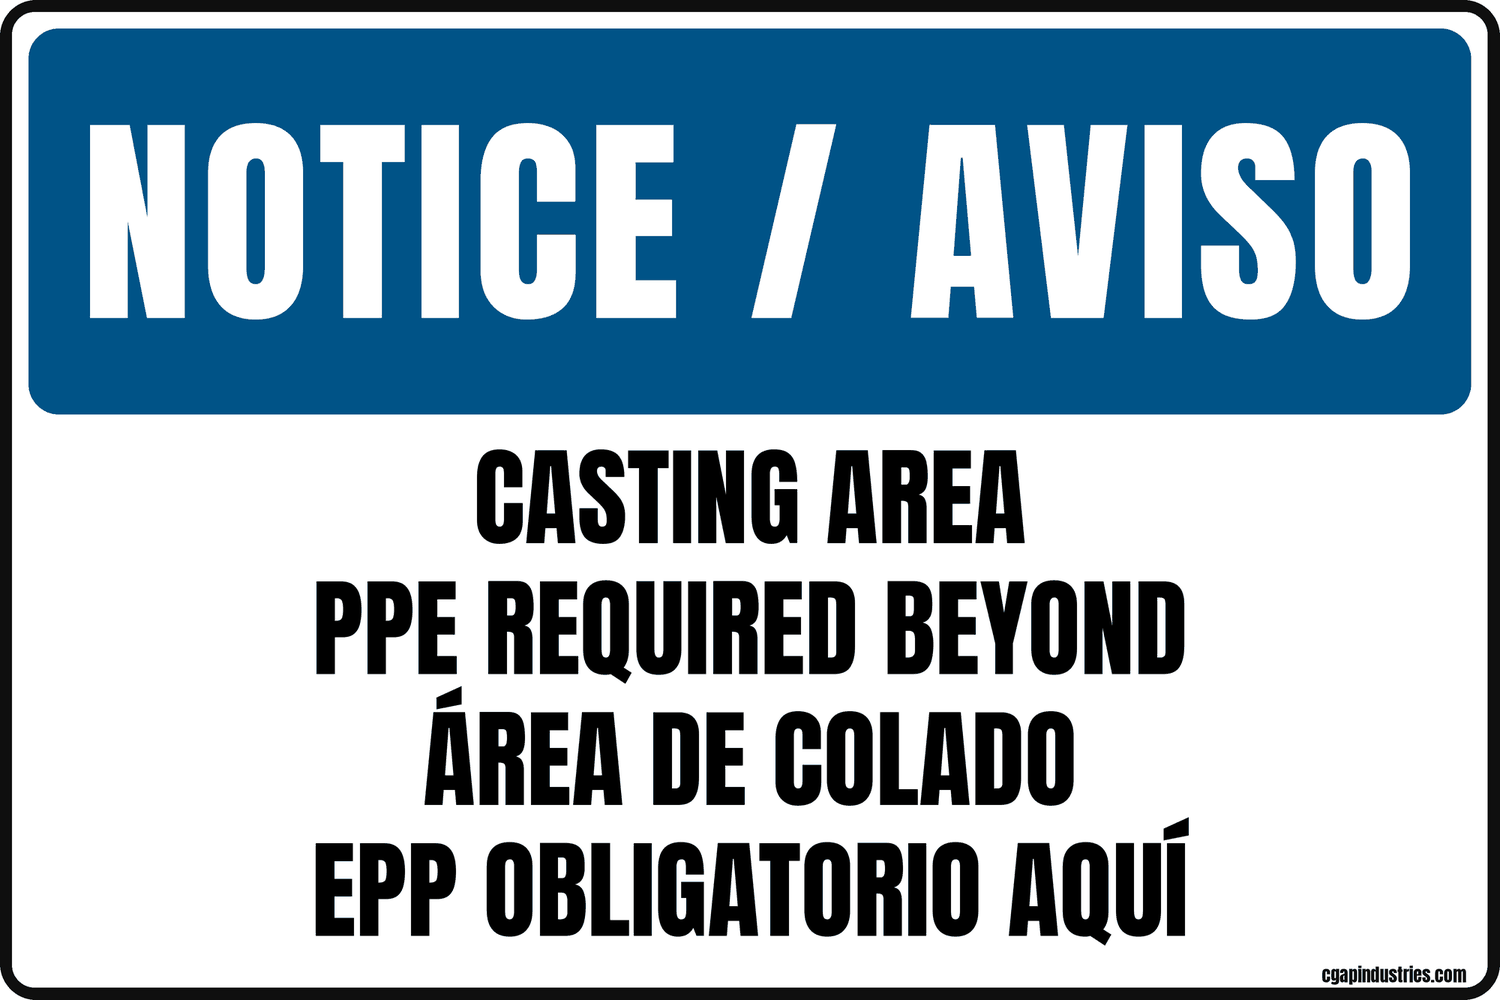 NOTICE / AVISO
CASTING AREA
PPE REQUIRED BEYOND
ÁREA DE COLADO
EPP OBLIGATORIO AQUÍ
cgapindustries.com